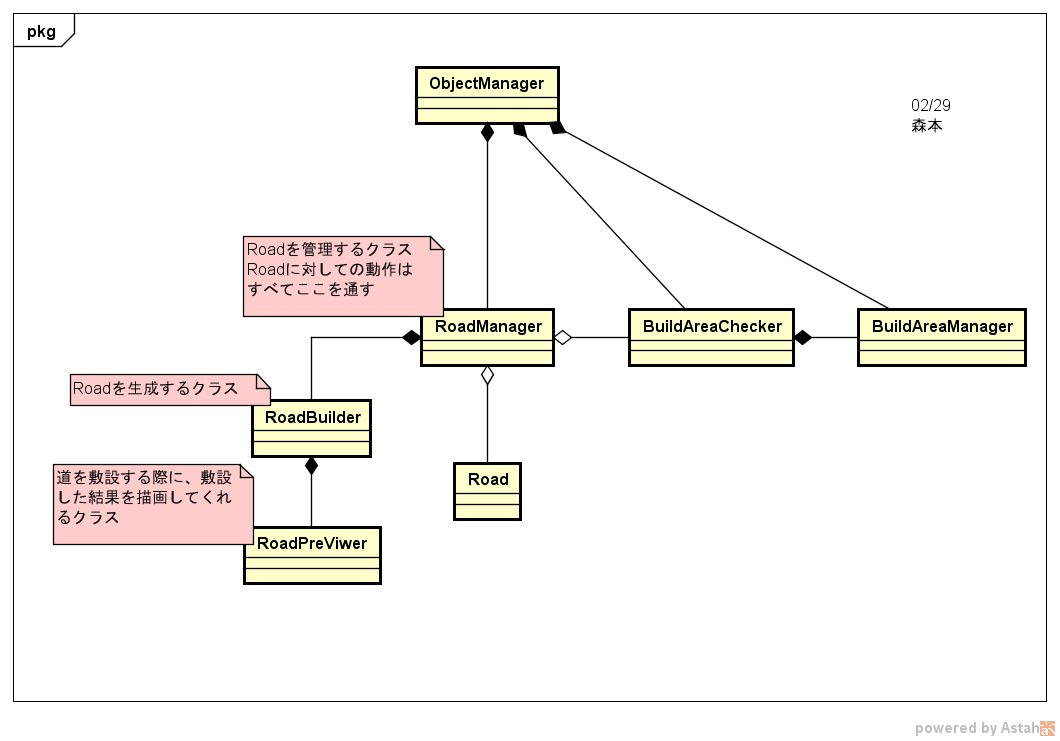 pkg
ObjectManager
02/29
森本
Roadを管理するクラス
Roadに対しての動作は
すべてここを通す
RoadManager
BuildAreaChecker
BuildAreaManager
Roadを生成するクラス
RoadBuilder
道を敷設する際に、敷設
した結果を描画してくれ
るクラス
Road
RoadPreViwer
powered by Astah